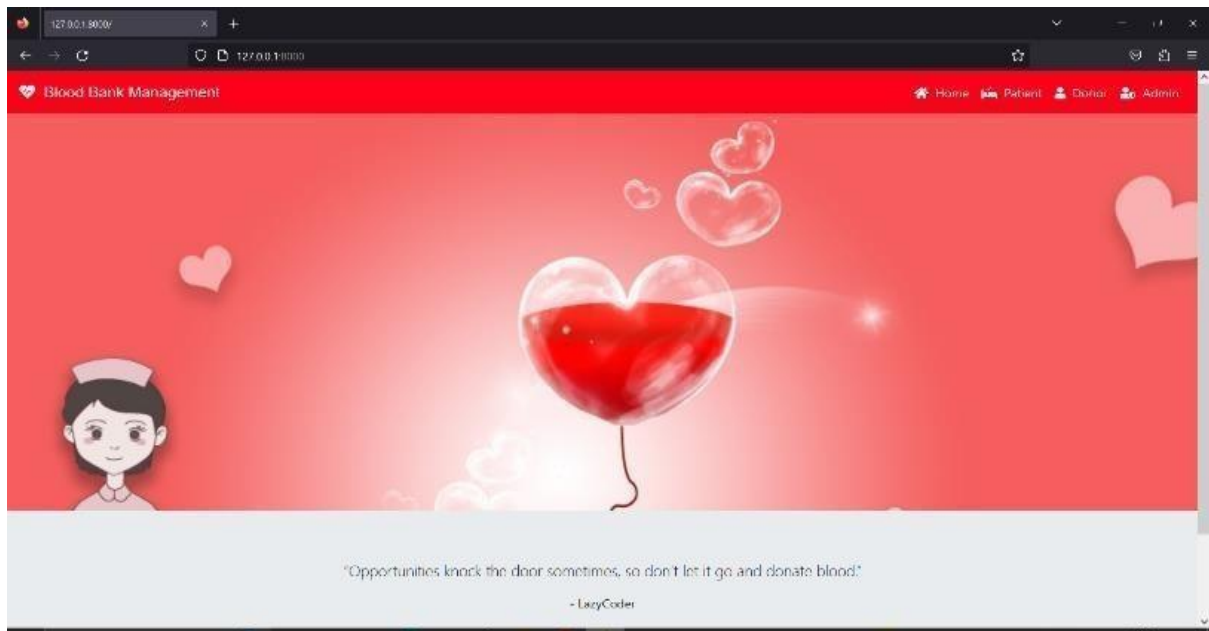 127.0.0.1:8000/
127.0.0.1:8000
Blood Bank Management
Home Patient Donor Admin
"Opportunities knock the door sometimes, so don't let it go and donate blood."
- LazyCoder